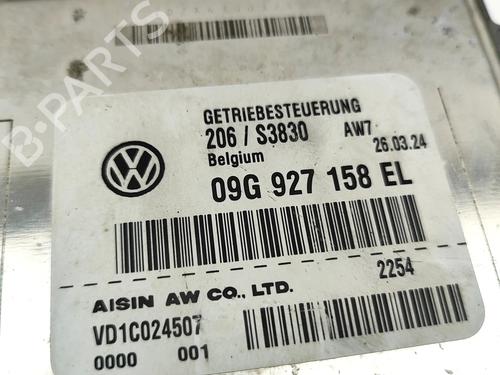 GETRIEBESTEUERUNG
206 / S3830 AW7
Belgium 26.03.24
09G 927 158 EL
2254
AISIN AW CO., LTD.
VD1C024507
0000 001
B-PARTS